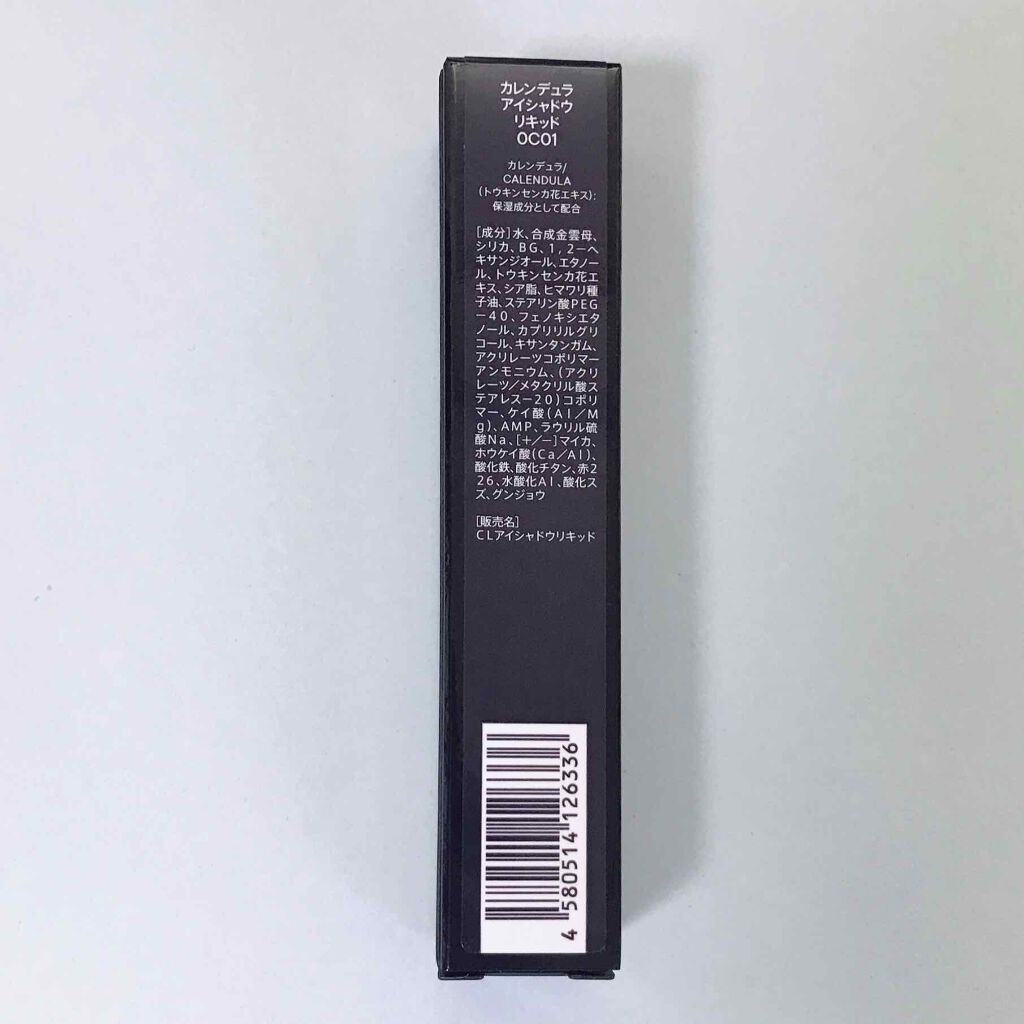 カレンデュラ
アイシャドウ
リキッド
0C01
カレンデュラ/
CALENDULA
(トウキンセンカ花エキス):
保湿成分として配合
[成分]水、合成金雲母、
シリカ、BG、1,2-ヘ
キサンジオール、エタノー
ル、トウキンセンカ花エ
キス、シア脂、ヒマワリ種
子油、ステアリン酸PEG
-40、フェノキシエタ
ノール、カプリリルグリ
コール、キサンタンガム、
アクリレーツコポリマー
アンモニウム、(アクリ
レーツ/メタクリル酸ス
テアレス-20)コポリ
マー、ケイ酸(Al/M
g)、AMP、ラウリル硫
酸Na、[+/-]マイカ、
ホウケイ酸(Ca/Al)、
酸化鉄、酸化チタン、赤2
26、水酸化Al、酸化ス
ズ、グンジョウ
[販売名]
CLアイシャドウリキッド
4 580514 126336